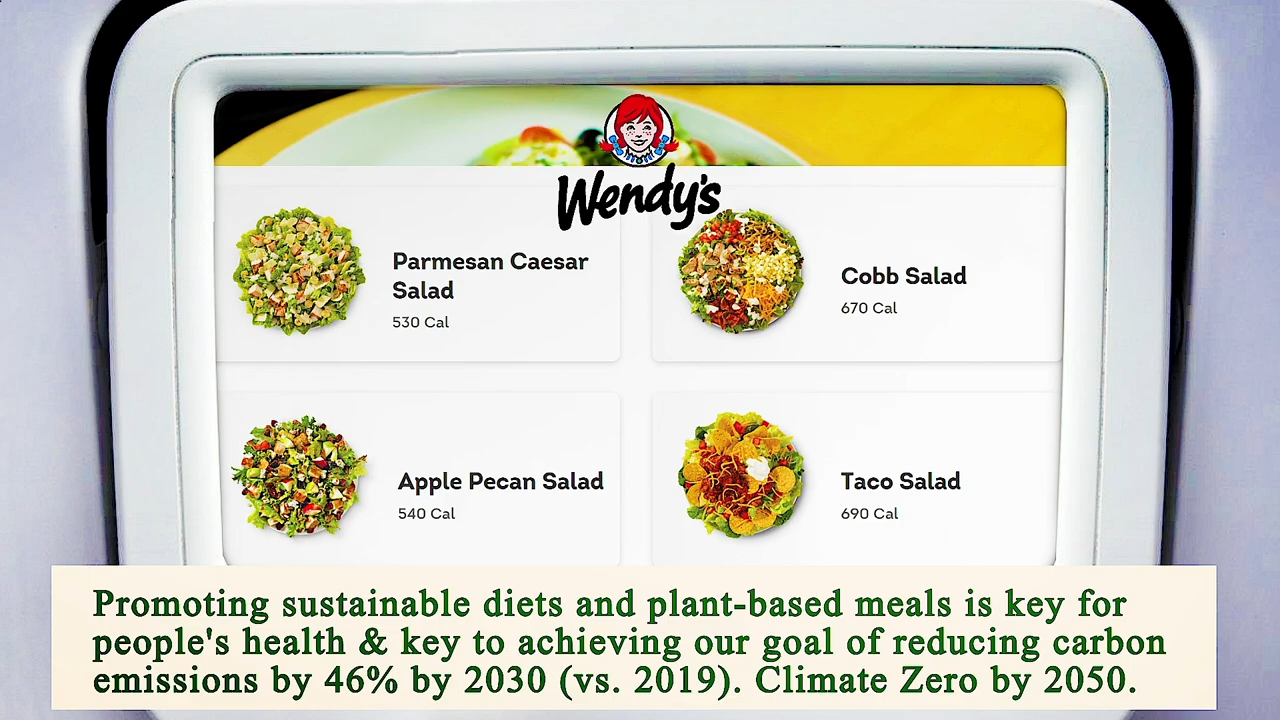 Wendy's
Parmesan Caesar
Salad
530 Cal
Cobb Salad
670 Cal
Apple Pecan Salad
540 Cal
Taco Salad
690 Cal
Promoting sustainable diets and plant-based meals is key for
people's health & key to achieving our goal of reducing carbon
emissions by 46% by 2030 (vs. 2019). Climate Zero by 2050.